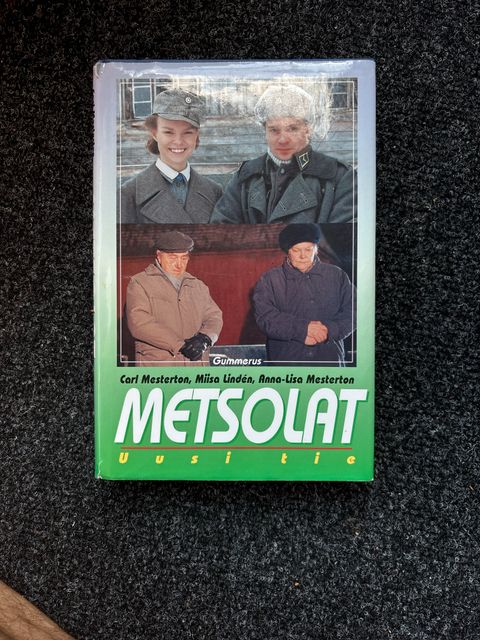 Gummerus
Carl Mesterton, Miisa Lindén, Anna-Lisa Mesterton
METSOLAT
Uusi tie